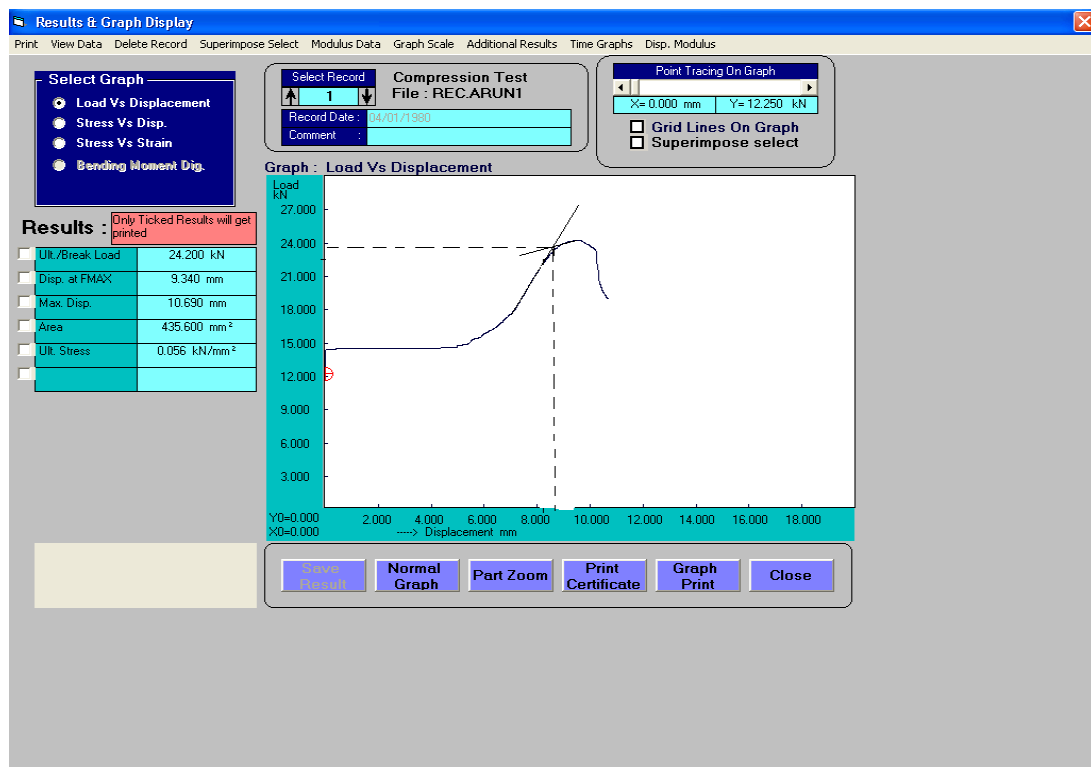 Results & Graph Display
Print View Data Delete Record Superimpose Select Modulus Data Graph Scale Additional Results Time Graphs Disp. Modulus
Select Graph
Load Vs Displacement
Stress Vs Disp.
Stress Vs Strain
Bending Moment Dig.
Select Record
1
Compression Test
File : REC.ARUN1
Record Date : 04/01/1980
Comment :
Point Tracing On Graph
X= 0.000 mm Y= 12.250 kN
Grid Lines On Graph
Superimpose select
Results :
Only Ticked Results will get
printed
Ult./Break Load 24.200 kN
Disp. at FMAX 9.340 mm
Max. Disp. 10.690 mm
Area 435.600 mm²
Ult. Stress 0.056 kN/mm²
Graph : Load Vs Displacement
Load
kN
27.000
24.000
21.000
18.000
15.000
12.000
9.000
6.000
3.000
Y0=0.000
X0=0.000
2.000 4.000 6.000 8.000 10.000 12.000 14.000 16.000 18.000
----> Displacement mm
Save
Result
Normal
Graph
Part Zoom
Print
Certificate
Graph
Print
Close